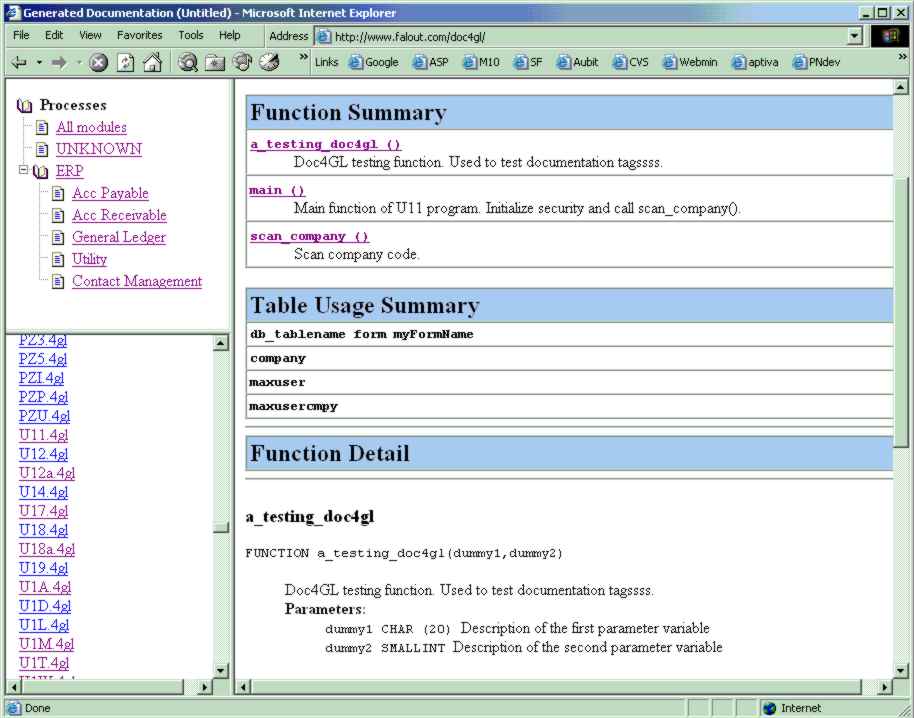 Generated Documentation (Untitled) - Microsoft Internet Explorer
File Edit View Favorites Tools Help Address http://www.falout.com/doc4gl/
» Links Google ASP M10 SF Aubit CVS Webmin aptiva PNdev »
Processes
All modules
UNKNOWN
ERP
Acc Payable
Acc Receivable
General Ledger
Utility
Contact Management
PZ3.4gl
PZ5.4gl
PZI.4gl
PZP.4gl
PZU.4gl
U11.4gl
U12.4gl
U12a.4gl
U14.4gl
U17.4gl
U18.4gl
U18a.4gl
U19.4gl
U1A.4gl
U1D.4gl
U1L.4gl
U1M.4gl
U1T.4gl
Function Summary
a_testing_doc4gl ()
Doc4GL testing function. Used to test documentation tagssss.
main ()
Main function of U11 program. Initialize security and call scan_company().
scan_company ()
Scan company code.
Table Usage Summary
db_tablename form myFormName
company
maxuser
maxusercmpy
Function Detail
a_testing_doc4gl
FUNCTION a_testing_doc4gl(dummy1,dummy2)
Doc4GL testing function. Used to test documentation tagssss.
Parameters:
dummy1 CHAR (20) Description of the first parameter variable
dummy2 SMALLINT Description of the second parameter variable
Done Internet